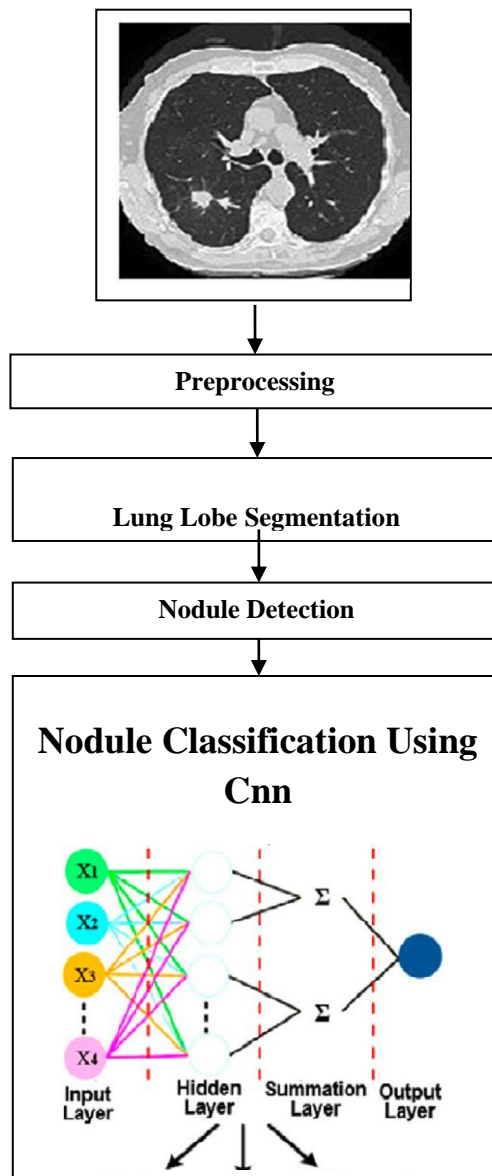 Preprocessing
Lung Lobe Segmentation
Nodule Detection
Nodule Classification Using
Cnn
X1
X2
X3
X4
Σ
Σ
Input
Layer
Hidden
Layer
Summation
Layer
Output
Layer